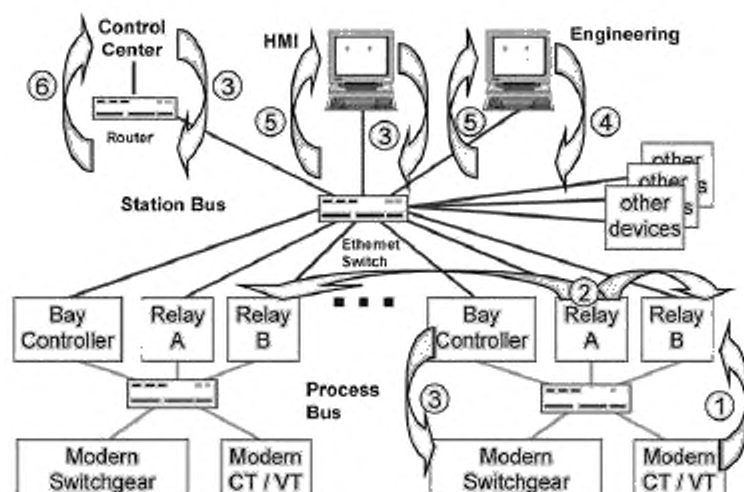 Control
Center
HMI
Engineering
6
3
5
3
5
4
Router
Station Bus
Ethernet
Switch
other
other
s
other
devices
s
2
Bay
Controller
Relay
A
Relay
B
Bay
Controller
Relay
A
Relay
B
Process
Bus
3
1
Modern
Switchgear
Modern
CT / VT
Modern
Switchgear
Modern
CT / VT